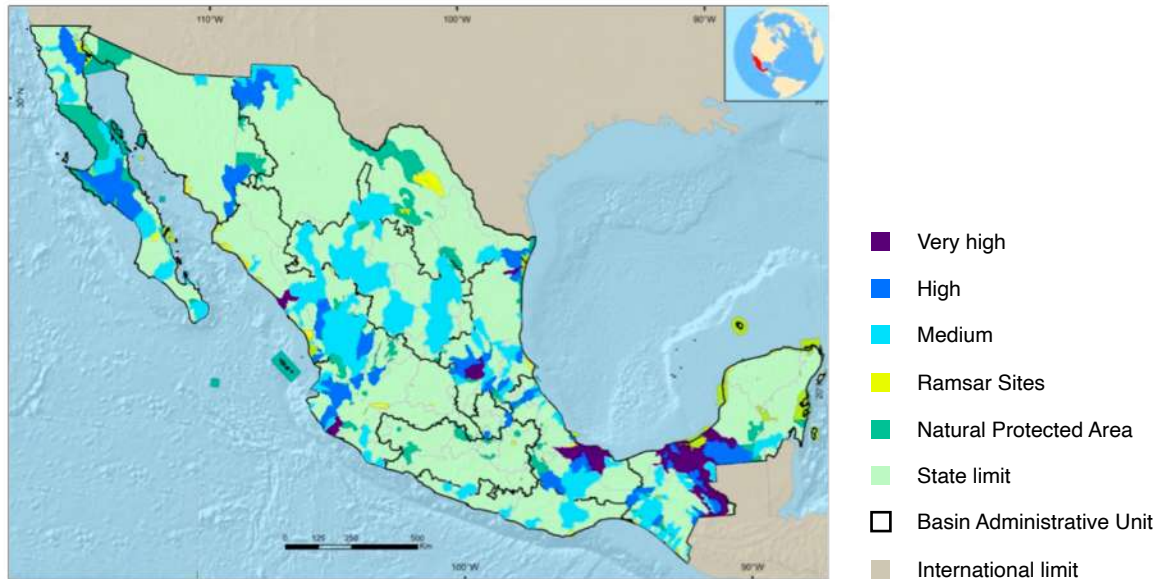 110°W
100°W
90°W
30°N
Very high
High
Medium
Ramsar Sites
Natural Protected Area
State limit
Basin Administrative Unit
International limit
20°N
0 125 250 500
Km
100°W
90°W